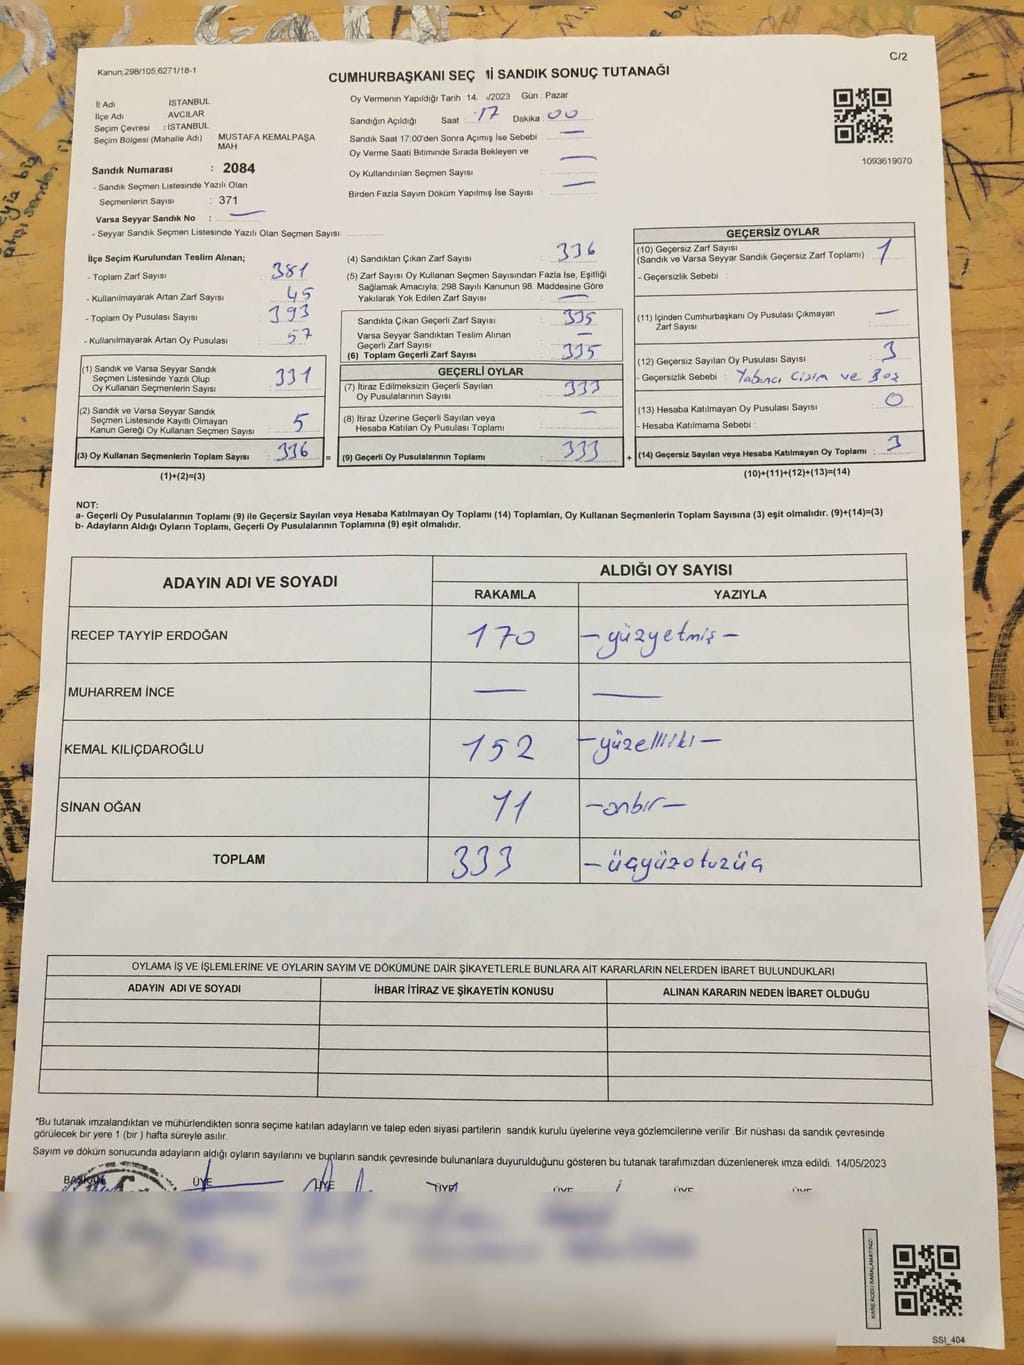 Kanun,298/105;6271/18-1
C/2
CUMHURBAŞKANI SEÇ İİ SANDIK SONUÇ TUTANAĞI
İl Adı İSTANBUL
İlçe Adı AVCILAR
Seçim Çevresi : İSTANBUL
Seçim Bölgesi (Mahalle Adı) MUSTAFA KEMALPAŞA MAH
Sandık Numarası : 2084
- Sandık Seçmen Listesinde Yazılı Olan
Seçmenlerin Sayısı : 371
Varsa Seyyar Sandık No : —
- Seyyar Sandık Seçmen Listesinde Yazılı Olan Seçmen Sayısı:
Oy Vermenin Yapıldığı Tarih : 14 /2023 Gün : Pazar
Sandığın Açıldığı Saat : 17 Dakika : 00
Sandık Saat 17:00'den Sonra Açımış İse Sebebi : —
Oy Verme Saati Bitiminde Sırada Bekleyen ve —
Oy Kullandırılan Seçmen Sayısı :
Birden Fazla Sayım Döküm Yapılmış İse Sayısı : —
1093619070
İlçe Seçim Kurulundan Teslim Alınan;
- Toplam Zarf Sayısı : 381
- Kullanılmayarak Artan Zarf Sayısı : 45
- Toplam Oy Pusulası Sayısı : 393
- Kullanılmayarak Artan Oy Pusulası : 57
(1) Sandık ve Varsa Seyyar Sandık
Seçmen Listesinde Yazılı Olup
Oy Kullanan Seçmenlerin Sayısı : 331
(2) Sandık ve Varsa Seyyar Sandık
Seçmen Listesinde Kayıtlı Olmayan
Kanun Gereği Oy Kullanan Seçmen Sayısı : 5
(3) Oy Kullanan Seçmenlerin Toplam Sayısı : 336 =
(1)+(2)=(3)
(4) Sandıktan Çıkan Zarf Sayısı : 336
(5) Zarf Sayısı Oy Kullanan Seçmen Sayısından Fazla İse, Eşitliği
Sağlamak Amacıyla; 298 Sayılı Kanunun 98. Maddesine Göre
Yakılarak Yok Edilen Zarf Sayısı : —
Sandıkta Çıkan Geçerli Zarf Sayısı : 335
Varsa Seyyar Sandıktan Teslim Alınan
Geçerli Zarf Sayısı : —
(6) Toplam Geçerli Zarf Sayısı : 335
GEÇERLİ OYLAR
(7) İtiraz Edilmeksizin Geçerli Sayılan
Oy Pusulalarının Sayısı : 333
(8) İtiraz Üzerine Geçerli Sayılan veya
Hesaba Katılan Oy Pusulası Toplamı : —
(9) Geçerli Oy Pusulalarının Toplamı : 333 +
GEÇERSİZ OYLAR
(10) Geçersiz Zarf Sayısı
(Sandık ve Varsa Seyyar Sandık Geçersiz Zarf Toplamı) : 1
- Geçersizlik Sebebi :
(11) İçinden Cumhurbaşkanı Oy Pusulası Çıkmayan
Zarf Sayısı : —
(12) Geçersiz Sayılan Oy Pusulası Sayısı : 3
- Geçersizlik Sebebi : Yabancı Cisim ve Boş
(13) Hesaba Katılmayan Oy Pusulası Sayısı : 0
- Hesaba Katılmama Sebebi :
(14) Geçersiz Sayılan veya Hesaba Katılmayan Oy Toplamı : 3
(10)+(11)+(12)+(13)=(14)
NOT:
a- Geçerli Oy Pusulalarının Toplamı (9) ile Geçersiz Sayılan veya Hesaba Katılmayan Oy Toplamı (14) Toplamları, Oy Kullanan Seçmenlerin Toplam Sayısına (3) eşit olmalıdır. (9)+(14)=(3)
b- Adayların Aldığı Oyların Toplamı, Geçerli Oy Pusulalarının Toplamına (9) eşit olmalıdır.
ADAYIN ADI VE SOYADI ALDIĞI OY SAYISI
RAKAMLA YAZIYLA
RECEP TAYYİP ERDOĞAN 170 -yüzyetmiş-
MUHARREM İNCE — —
KEMAL KILIÇDAROĞLU 152 -yüzelliiki-
SİNAN OĞAN 11 -onbir-
TOPLAM 333 -üçyüzotuzüç
OYLAMA İŞ VE İŞLEMLERİNE VE OYLARIN SAYIM VE DÖKÜMÜNE DAİR ŞİKAYETLERLE BUNLARA AİT KARARLARIN NELERDEN İBARET BULUNDUKLARI
ADAYIN ADI VE SOYADI İHBAR İTİRAZ VE ŞİKAYETİN KONUSU ALINAN KARARIN NEDEN İBARET OLDUĞU
*Bu tutanak imzalandıktan ve mühürlendikten sonra seçime katılan adayların ve talep eden siyasi partilerin sandık kurulu üyelerine veya gözlemcilerine verilir .Bir nüshası da sandık çevresinde
görülecek bir yere 1 (bir ) hafta süreyle asılır.
Sayım ve döküm sonucunda adayların aldığı oyların sayılarını ve bunların sandık çevresinde bulunanlara duyurulduğunu gösteren bu tutanak tarafımızdan düzenlenerek imza edildi. 14/05/2023
BAŞKAN ÜYE ÜYE ÜYE ÜYE ÜYE ÜYE
KARE KODU KARALAMAYINIZ!
SSI_404